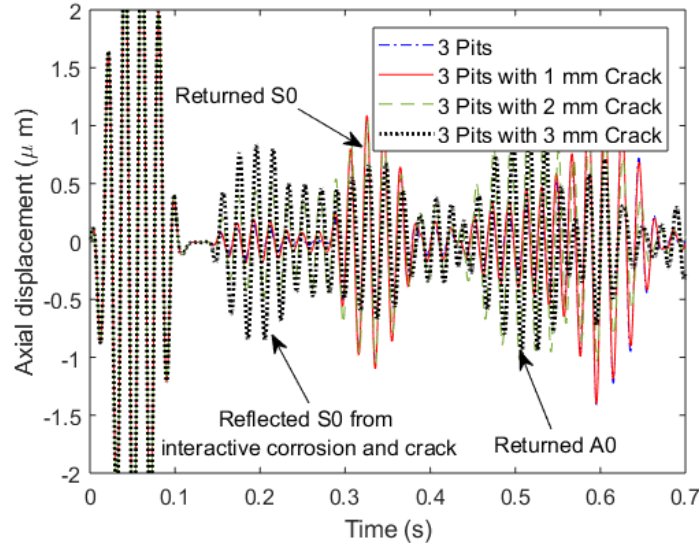 3 Pits
3 Pits with 1 mm Crack
3 Pits with 2 mm Crack
3 Pits with 3 mm Crack
Returned S0
Reflected S0 from
interactive corrosion and crack
Returned A0
Axial displacement (μ m)
2
1.5
1
0.5
0
-0.5
-1
-1.5
-2
0 0.1 0.2 0.3 0.4 0.5 0.6 0.7
Time (s)